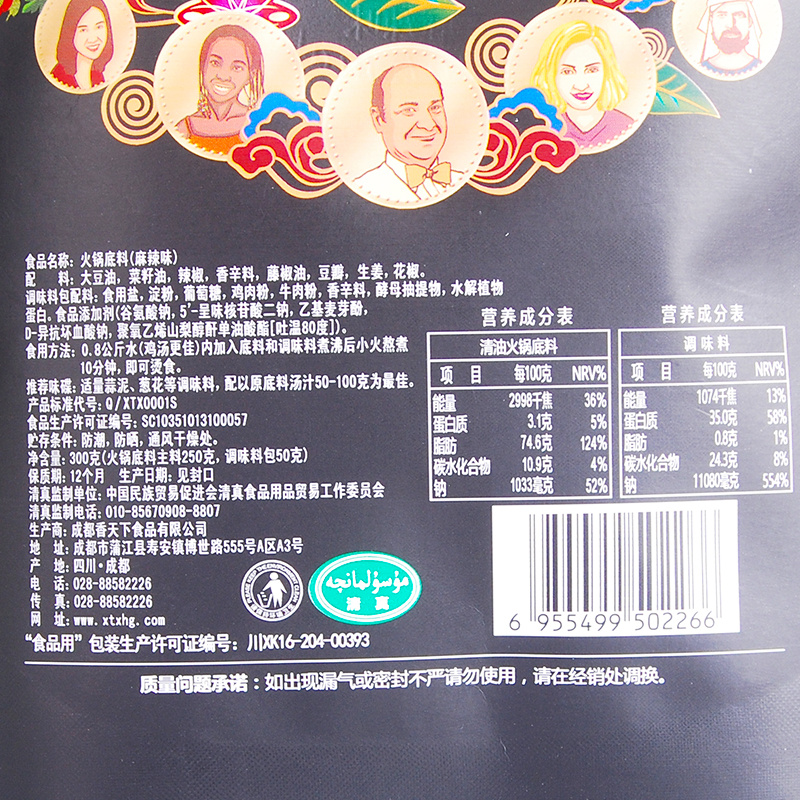 食品名称: 火锅底料(麻辣味)
配 料: 大豆油, 菜籽油, 辣椒, 香辛料, 藤椒油, 豆瓣, 生姜, 花椒。
调味料包配料: 食用盐, 淀粉, 葡萄糖, 鸡肉粉, 牛肉粉, 香辛料, 酵母抽提物, 水解植物
蛋白, 食品添加剂(谷氨酸钠, 5'-呈味核苷酸二钠, 乙基麦芽酚,
D-异抗坏血酸钠, 聚氧乙烯山梨醇酐单油酸酯[吐温80度])。
食用方法: 0.8公斤水(鸡汤更佳)内加入底料和调味料煮沸后小火熬煮
10分钟, 即可烫食。
推荐味碟: 适量蒜泥、葱花等调味料, 配以原底料汤汁50-100克为最佳。
产品标准代号: Q/XTX0001S
食品生产许可证编号: SC10351013100057
贮存条件: 防潮, 防晒, 通风干燥处。
净含量: 300克(火锅底料主料250克, 调味料包50克)
保质期: 12个月 生产日期: 见封口
清真监制单位: 中国民族贸易促进会清真食品用品贸易工作委员会
清真监制电话: 010-85670908-8807
生产商: 成都香天下食品有限公司
地 址: 成都市蒲江县寿安镇博世路555号A区A3号
产 地: 四川·成都
电 话: 028-88582226
传 真: 028-88582226
网 址: www.xtxhg.com
“食品用”包装生产许可证编号: 川XK16-204-00393
营养成分表
清油火锅底料
项 目 每100克 NRV%
能量 2998千焦 36%
蛋白质 3.1克 5%
脂肪 74.6克 124%
碳水化合物 10.9克 4%
钠 1033毫克 52%
营养成分表
调味料
项 目 每100克 NRV%
能量 1074千焦 13%
蛋白质 35.0克 58%
脂肪 0.8克 1%
碳水化合物 24.3克 8%
钠 11080毫克 554%
مۇسۇلمانچە
清真
6 955499 502266
质量问题承诺: 如出现漏气或密封不严请勿使用, 请在经销处调换。